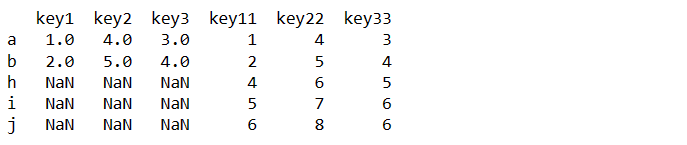 key1 key2 key3 key11 key22 key33
a 1.0 4.0 3.0 1 4 3
b 2.0 5.0 4.0 2 5 4
h NaN NaN NaN 4 6 5
i NaN NaN NaN 5 7 6
j NaN NaN NaN 6 8 6